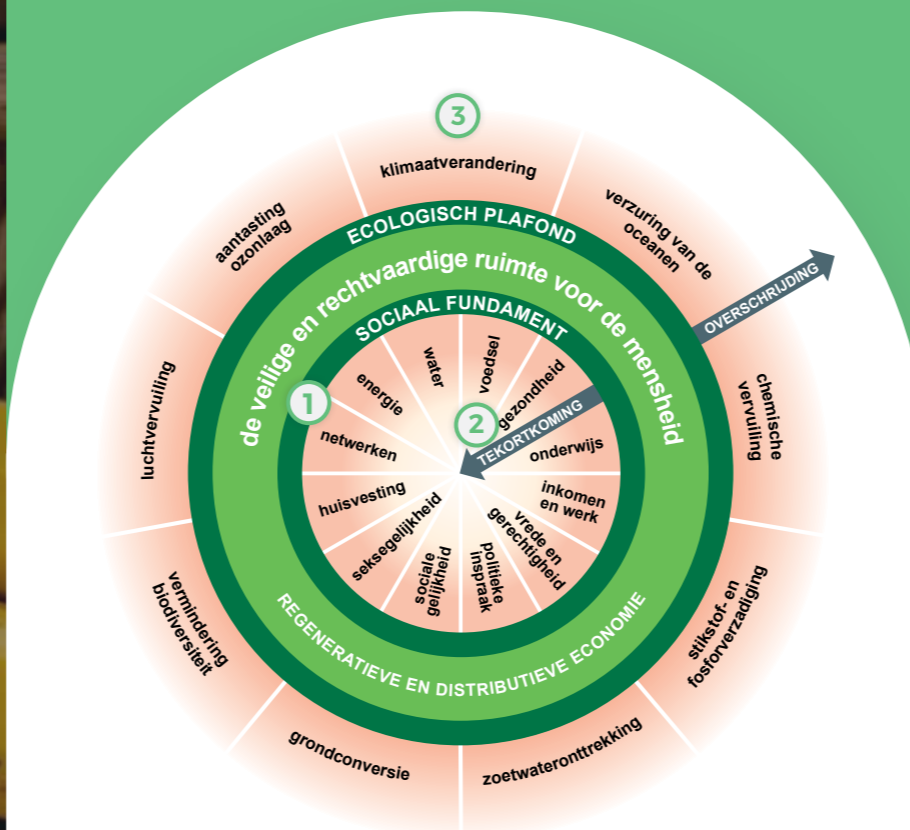 3
klimaatverandering
verzuring van de
oceanen
OVERSCHRIJDING
chemische
vervuiling
stikstof- en
fosforverzadiging
zoetwateronttrekking
grondconversie
vermindering
biodiversiteit
luchtvervuiling
aantasting
ozonlaag
ECOLOGISCH PLAFOND
de veilige en rechtvaardige ruimte voor de mensheid
SOCIAAL FUNDAMENT
1
2
voedsel
gezondheid
TEKORTKOMING
onderwijs
inkomen
en werk
vrede en
gerechtigheid
politieke
inspraak
sociale
gelijkheid
seksegelijkheid
huisvesting
netwerken
energie
water
REGENERATIEVE EN DISTRIBUTIEVE ECONOMIE